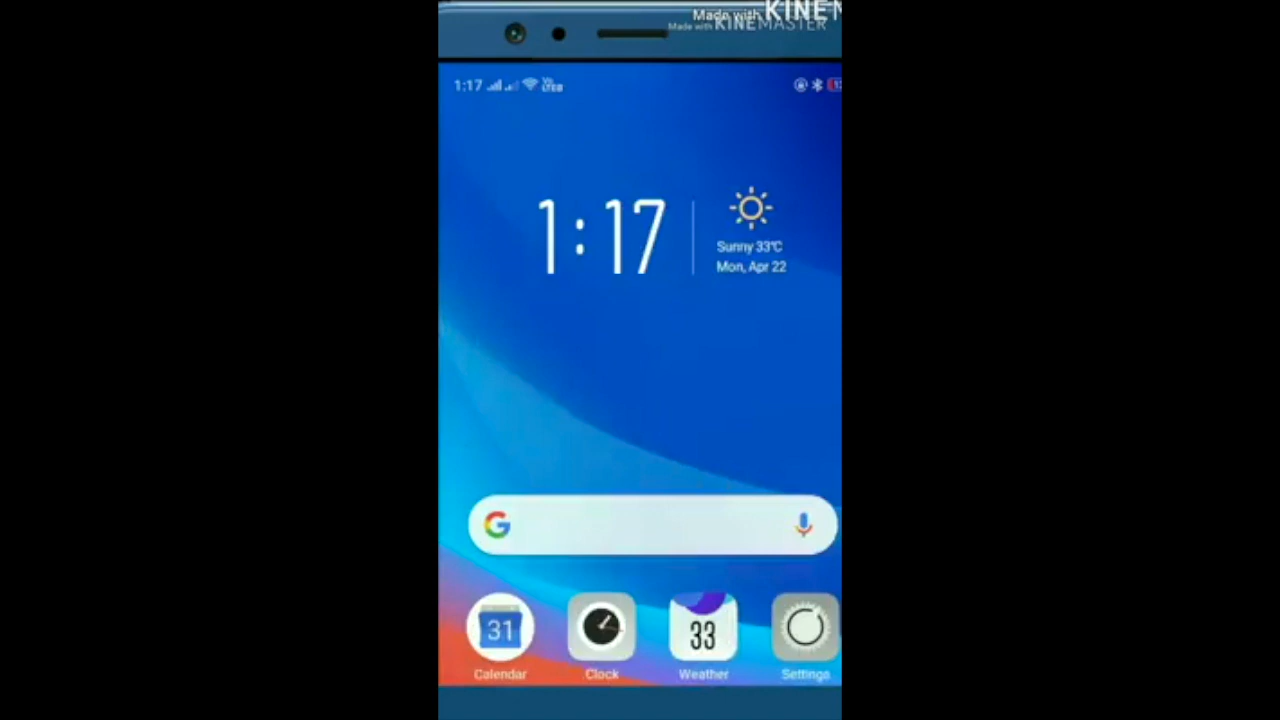 Made with KINEM
Made with KINEMASTER
1:17
1:17
Sunny 33°C
Mon, Apr 22
G
31
33
Calendar
Clock
Weather
Settings